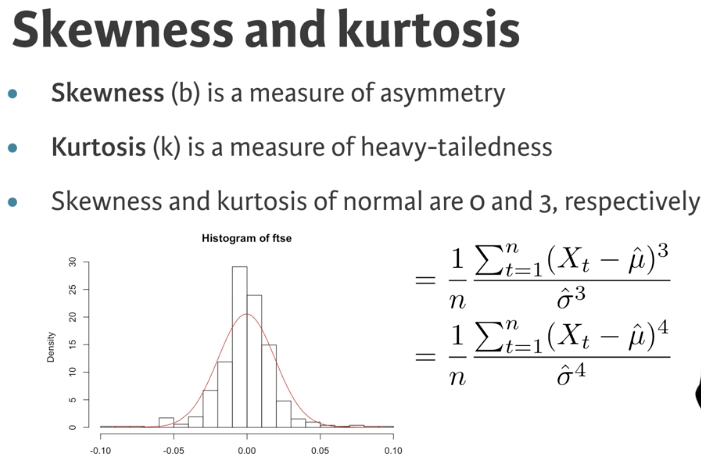 Skewness and kurtosis
• Skewness (b) is a measure of asymmetry
• Kurtosis (k) is a measure of heavy-tailedness
• Skewness and kurtosis of normal are 0 and 3, respectively
Histogram of ftse
Density
30
25
20
15
10
5
0
-0.10 -0.05 0.00 0.05 0.10
= \frac{1}{n} \frac{\sum_{t=1}^{n}(X_t - \hat{\mu})^3}{\hat{\sigma}^3}
= \frac{1}{n} \frac{\sum_{t=1}^{n}(X_t - \hat{\mu})^4}{\hat{\sigma}^4}